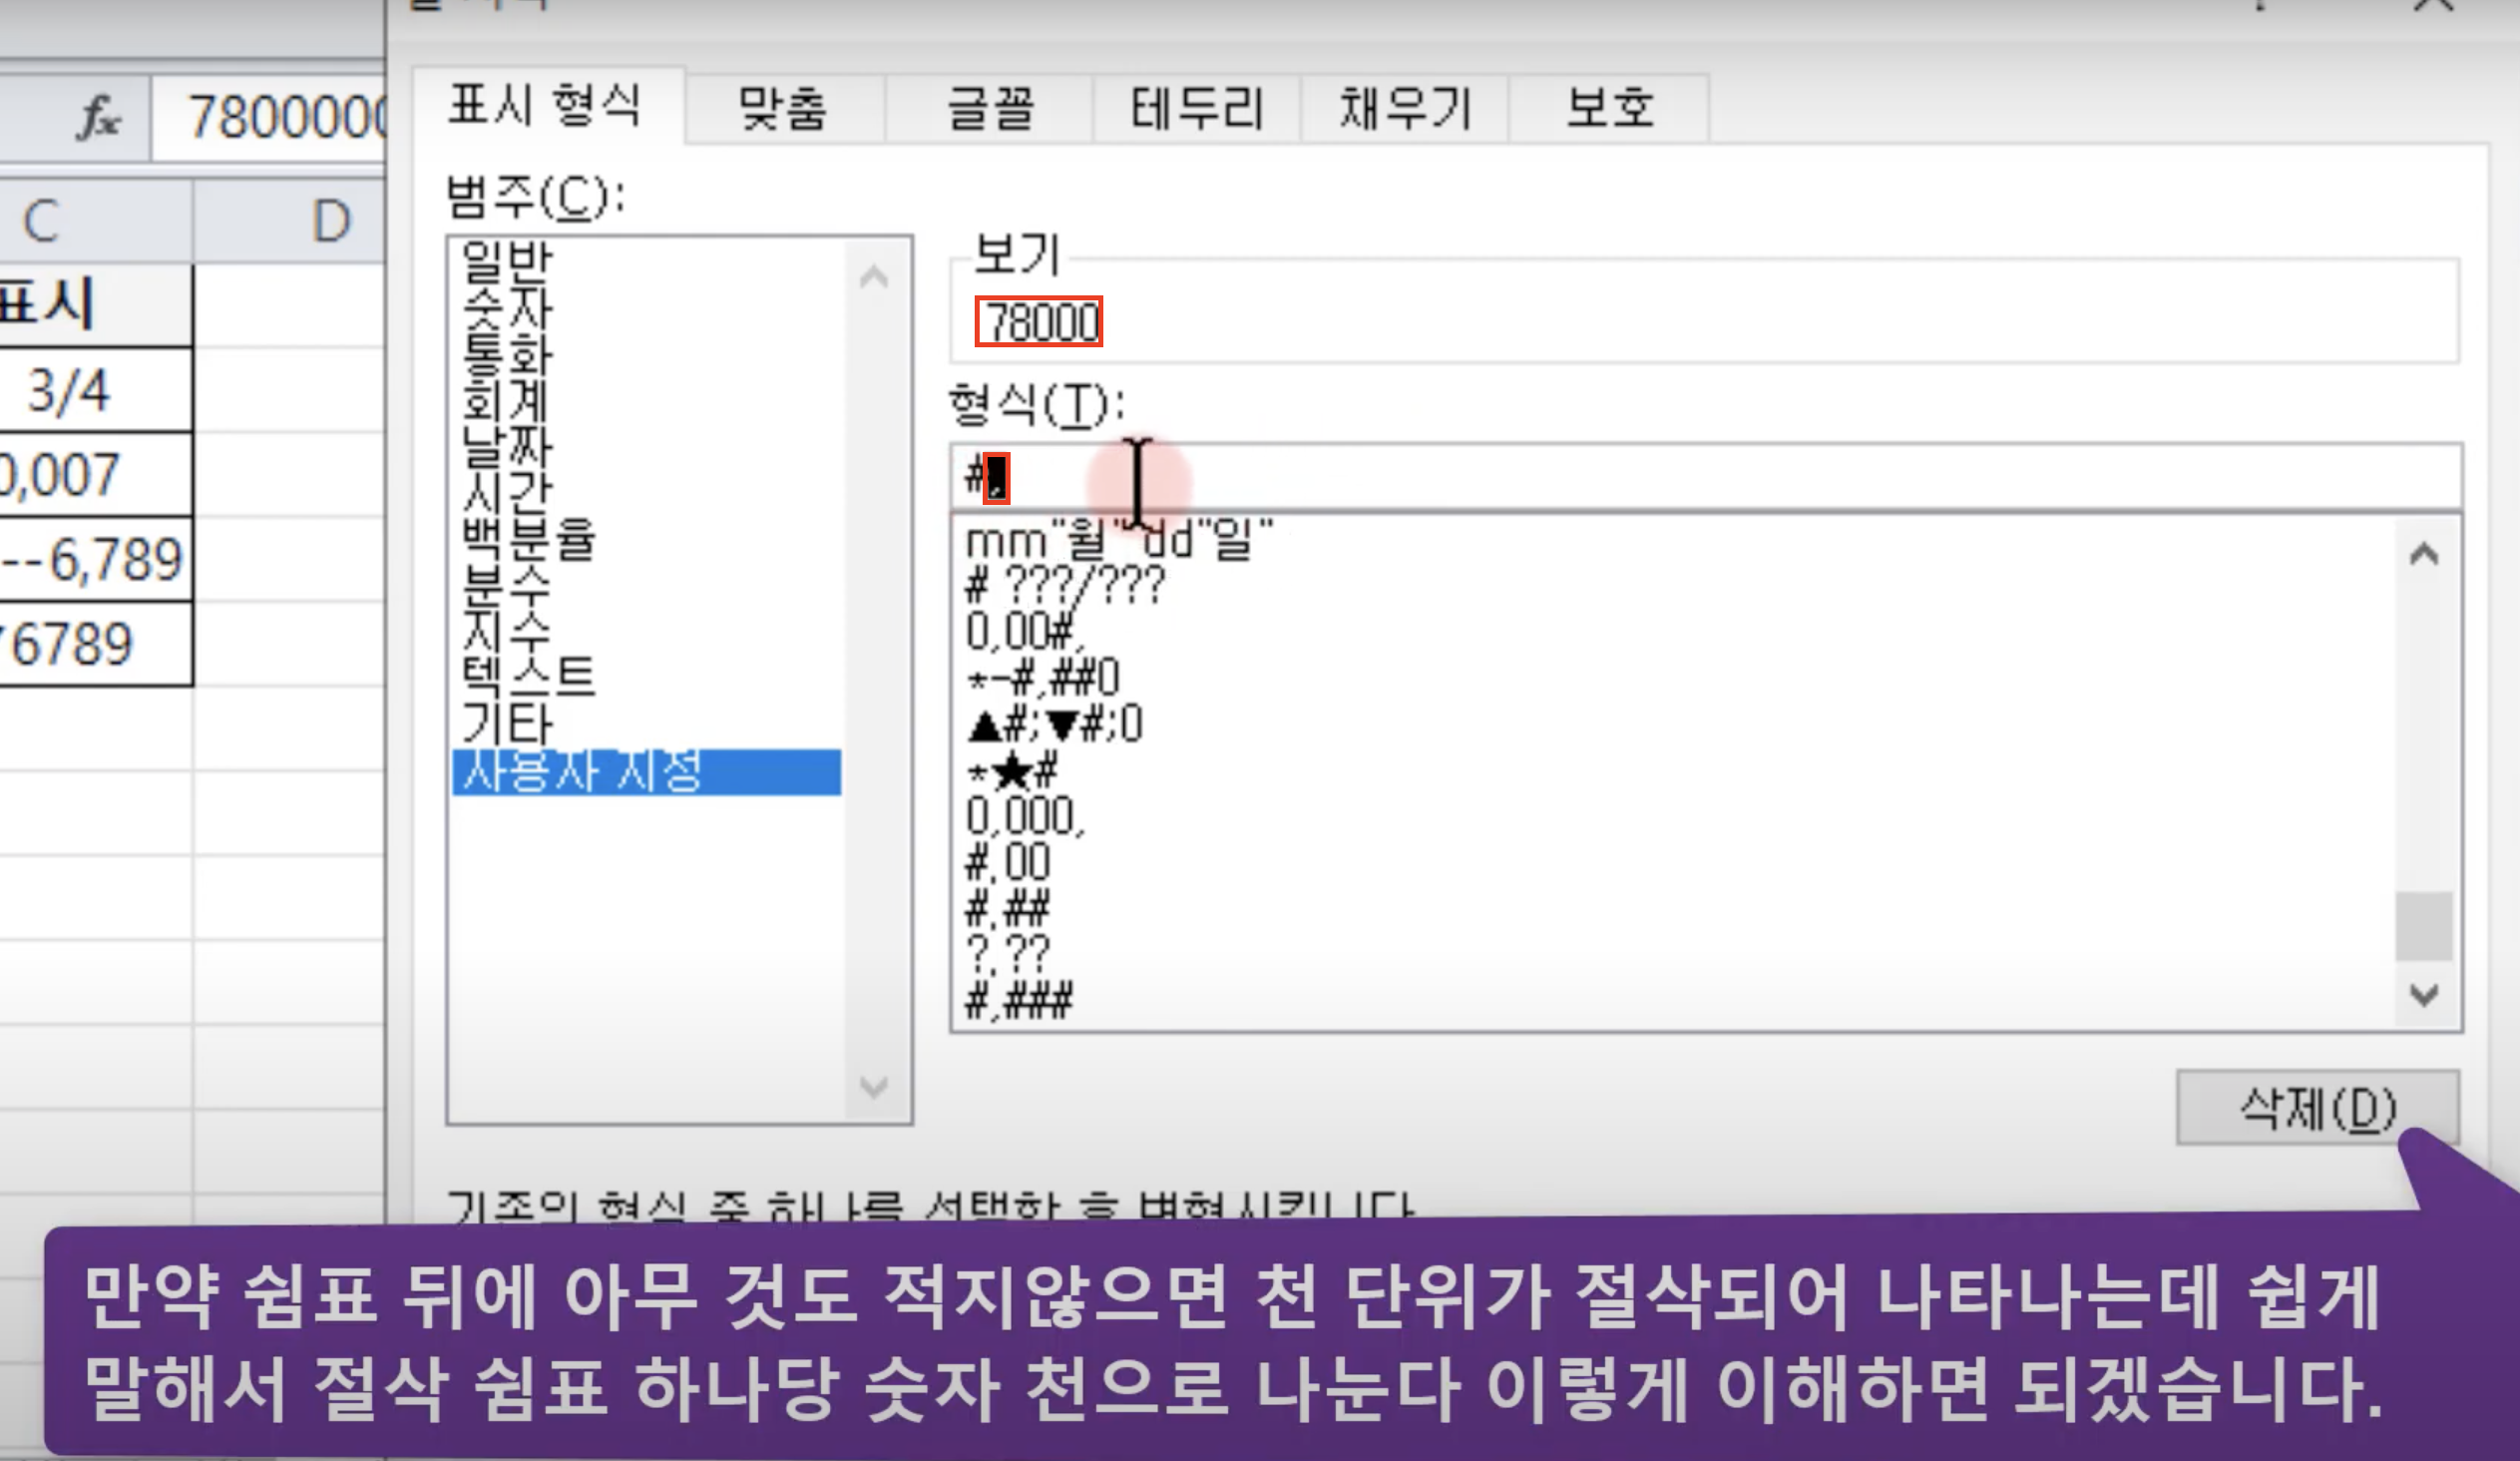 fx
표시 형식 맞춤 글꼴 테두리 채우기 보호
범주(C):
일반
숫자
통화
회계
날짜
시간
백분율
분수
지수
텍스트
기타
사용자 지정
보기
78000
형식(T):
#,
mm"월" dd"일"
# ???/???
0,00#,
*-#,##0
▲#;▼#;0
*★#
0,000,
#,00
#,##
?,??
#,###
삭제(D)
C D
표시
3/4
0,007
--6,789
6789
기존의 형식 중 하나를 선택한 후 변형시킵니다
만약 쉼표 뒤에 아무 것도 적지않으면 천 단위가 절삭되어 나타나는데 쉽게
말해서 절삭 쉼표 하나당 숫자 천으로 나눈다 이렇게 이해하면 되겠습니다.